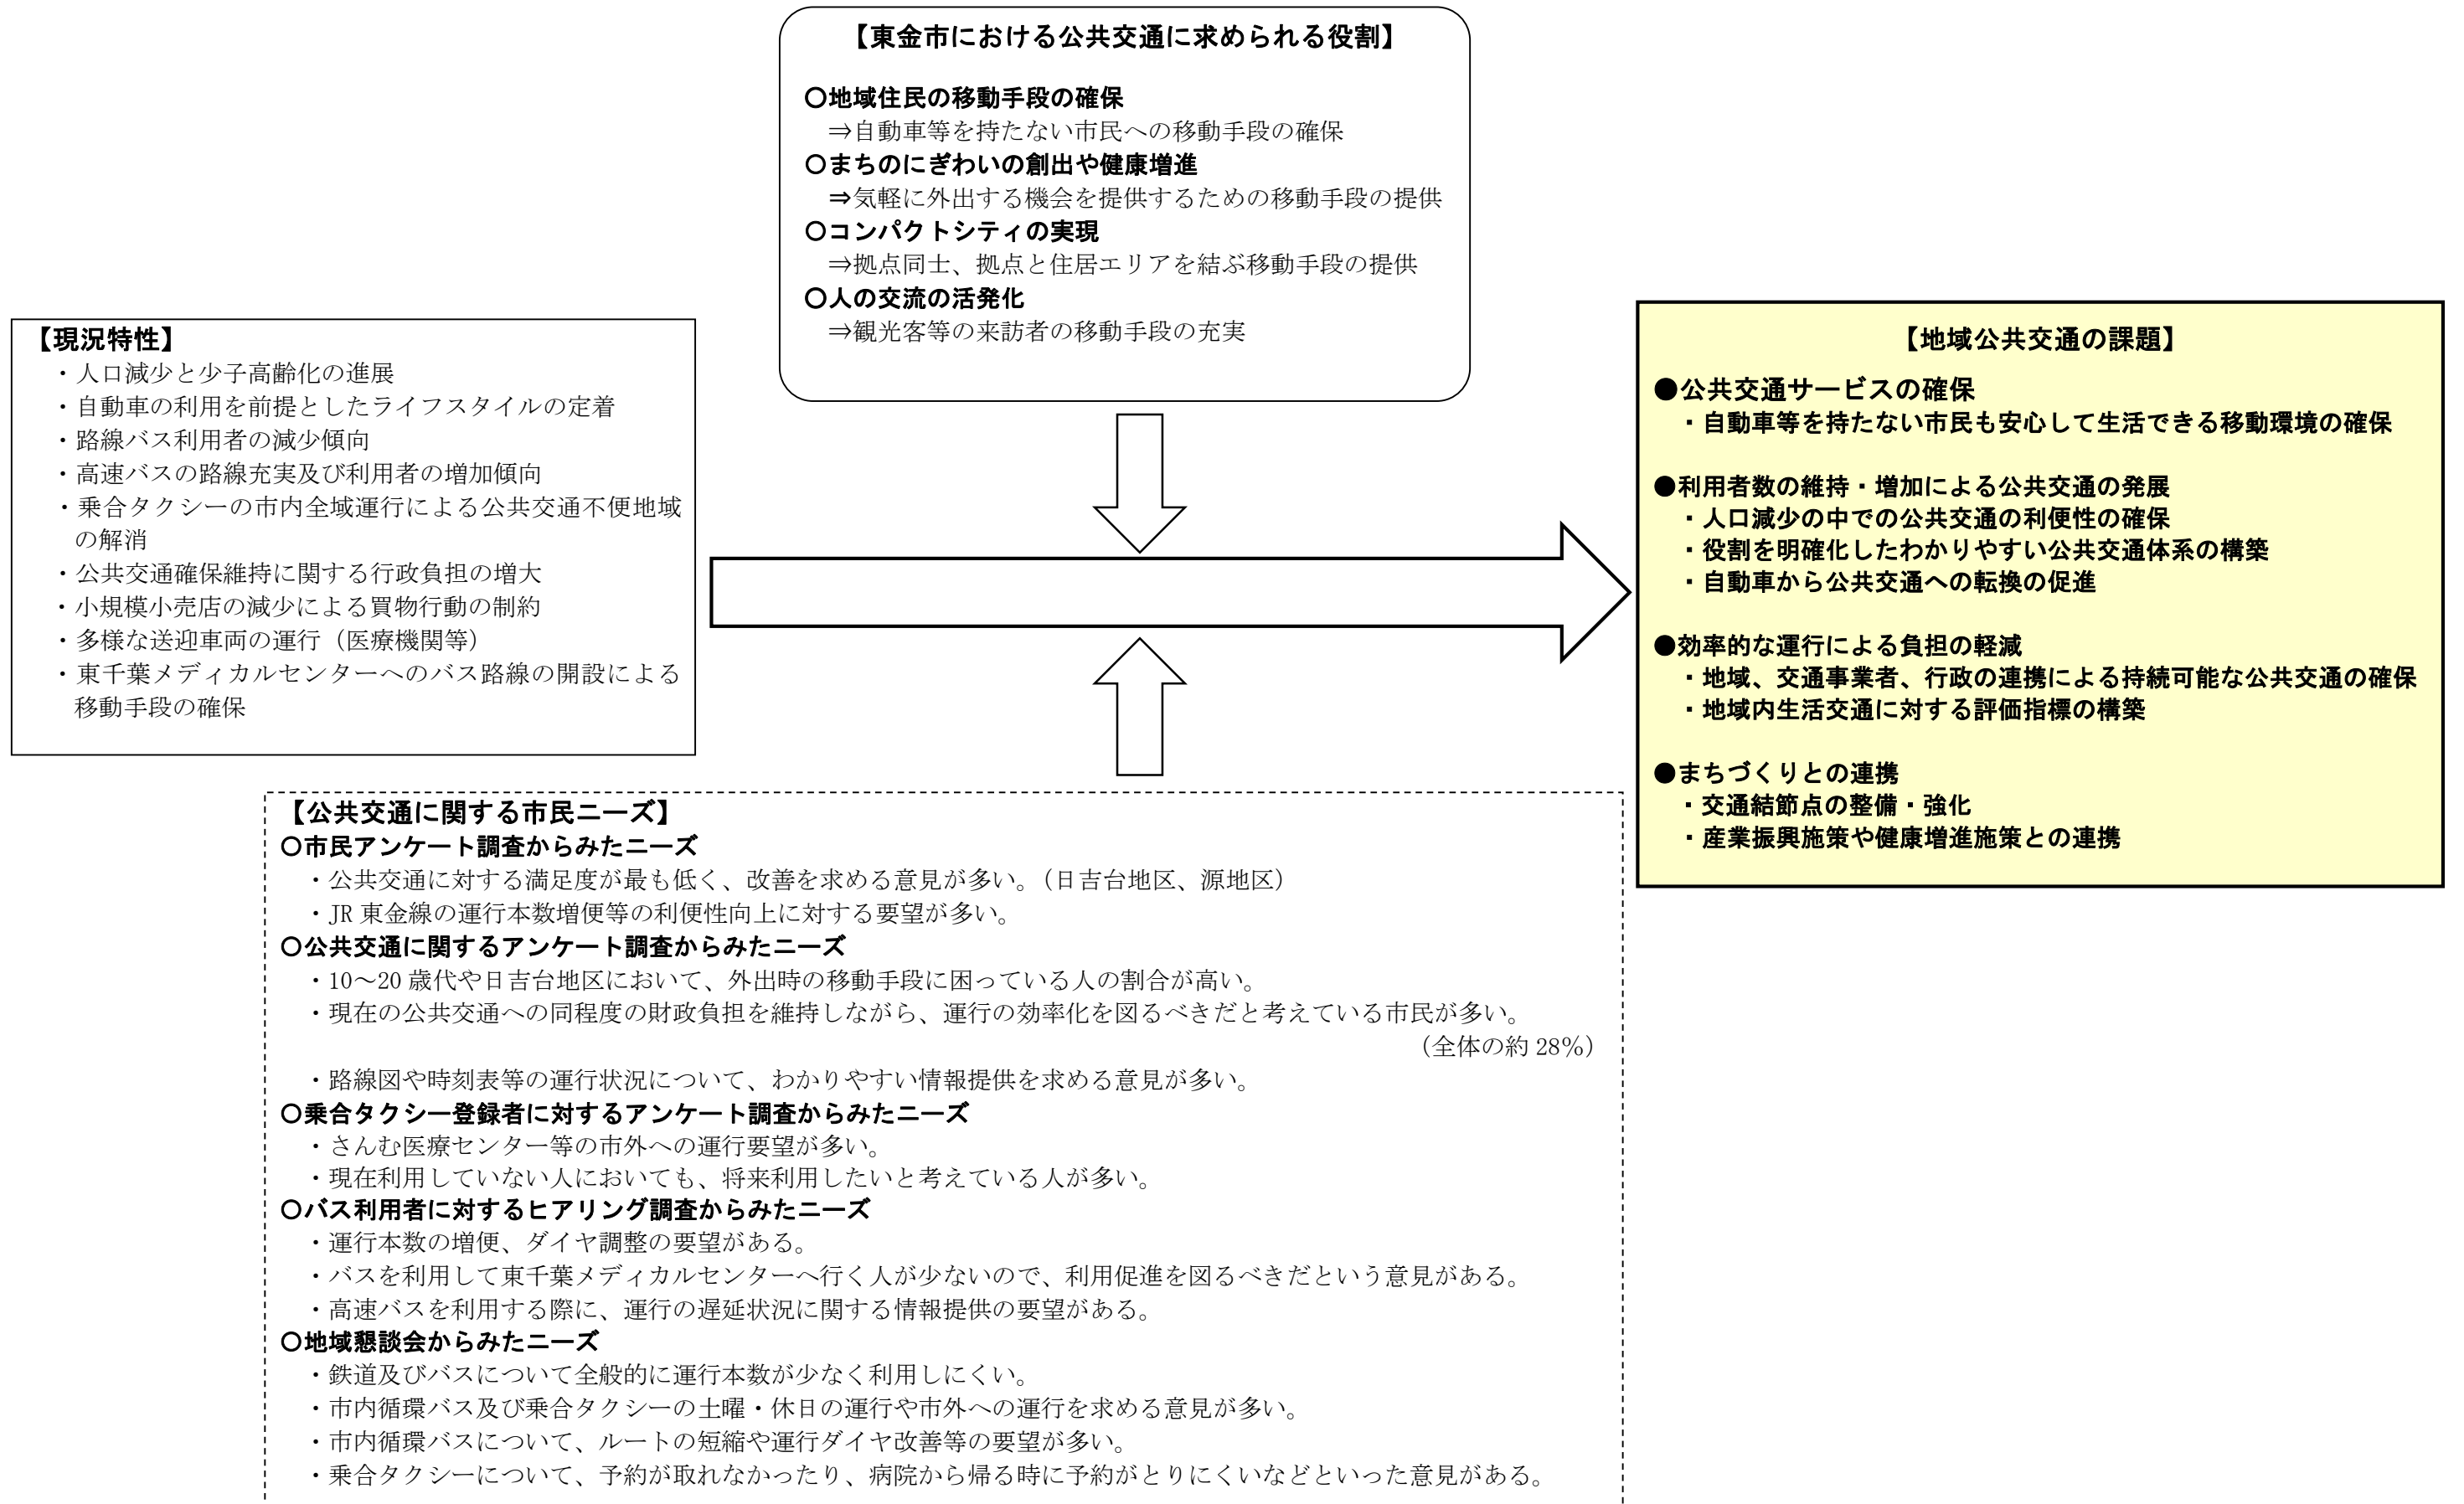 【東金市における公共交通に求められる役割】
〇地域住民の移動手段の確保
⇒自動車等を持たない市民への移動手段の確保
〇まちのにぎわいの創出や健康増進
⇒気軽に外出する機会を提供するための移動手段の提供
〇コンパクトシティの実現
⇒拠点同士、拠点と住居エリアを結ぶ移動手段の提供
〇人の交流の活発化
⇒観光客等の来訪者の移動手段の充実
【現況特性】
・人口減少と少子高齢化の進展
・自動車の利用を前提としたライフスタイルの定着
・路線バス利用者の減少傾向
・高速バスの路線充実及び利用者の増加傾向
・乗合タクシーの市内全域運行による公共交通不便地域
の解消
・公共交通確保維持に関する行政負担の増大
・小規模小売店の減少による買物行動の制約
・多様な送迎車両の運行（医療機関等）
・東千葉メディカルセンターへのバス路線の開設による
移動手段の確保
【地域公共交通の課題】
●公共交通サービスの確保
・自動車等を持たない市民も安心して生活できる移動環境の確保
●利用者数の維持・増加による公共交通の発展
・人口減少の中での公共交通の利便性の確保
・役割を明確化したわかりやすい公共交通体系の構築
・自動車から公共交通への転換の促進
●効率的な運行による負担の軽減
・地域、交通事業者、行政の連携による持続可能な公共交通の確保
・地域内生活交通に対する評価指標の構築
●まちづくりとの連携
・交通結節点の整備・強化
・産業振興施策や健康増進施策との連携
【公共交通に関する市民ニーズ】
〇市民アンケート調査からみたニーズ
・公共交通に対する満足度が最も低く、改善を求める意見が多い。（日吉台地区、源地区）
・JR 東金線の運行本数増便等の利便性向上に対する要望が多い。
〇公共交通に関するアンケート調査からみたニーズ
・10～20 歳代や日吉台地区において、外出時の移動手段に困っている人の割合が高い。
・現在の公共交通への同程度の財政負担を維持しながら、運行の効率化を図るべきだと考えている市民が多い。
（全体の約 28%）
・路線図や時刻表等の運行状況について、わかりやすい情報提供を求める意見が多い。
〇乗合タクシー登録者に対するアンケート調査からみたニーズ
・さんむ医療センター等の市外への運行要望が多い。
・現在利用していない人においても、将来利用したいと考えている人が多い。
〇バス利用者に対するヒアリング調査からみたニーズ
・運行本数の増便、ダイヤ調整の要望がある。
・バスを利用して東千葉メディカルセンターへ行く人が少ないので、利用促進を図るべきだという意見がある。
・高速バスを利用する際に、運行の遅延状況に関する情報提供の要望がある。
〇地域懇談会からみたニーズ
・鉄道及びバスについて全般的に運行本数が少なく利用しにくい。
・市内循環バス及び乗合タクシーの土曜・休日の運行や市外への運行を求める意見が多い。
・市内循環バスについて、ルートの短縮や運行ダイヤ改善等の要望が多い。
・乗合タクシーについて、予約が取れなかったり、病院から帰る時に予約がとりにくいなどといった意見がある。